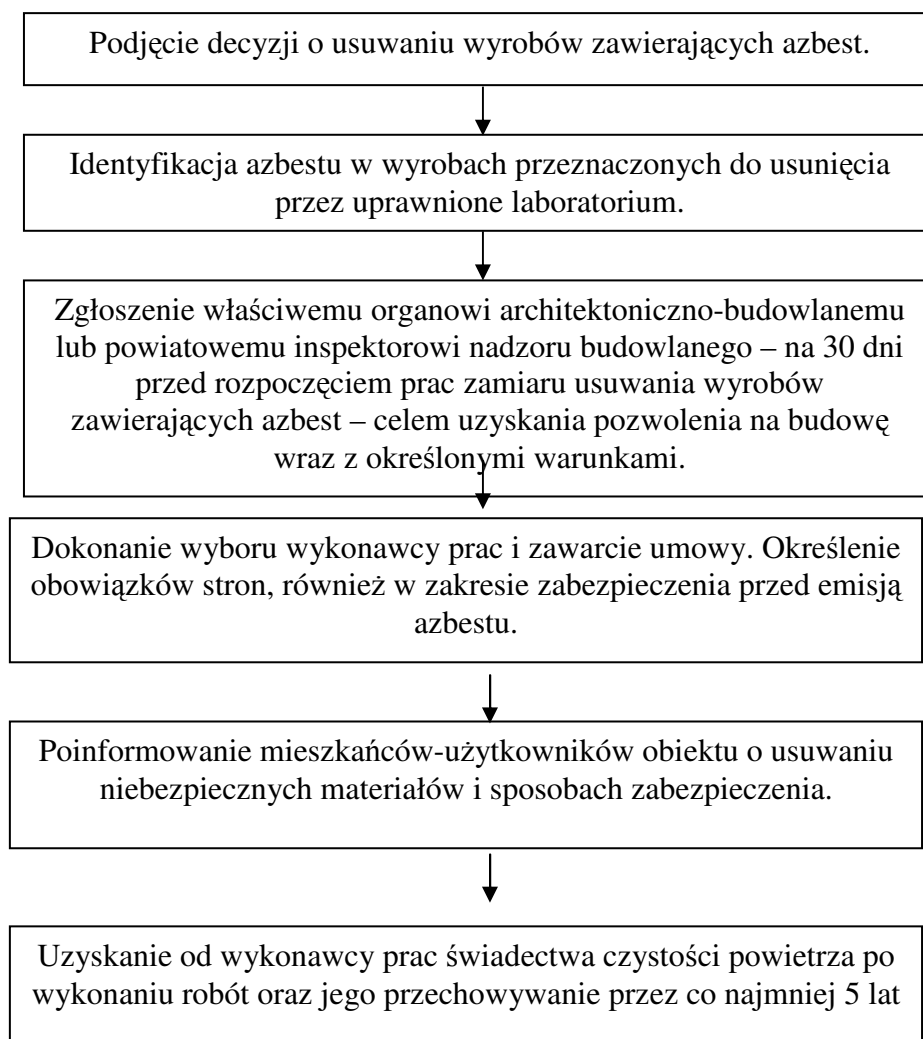 Podjęcie decyzji o usuwaniu wyrobów zawierających azbest.
Identyfikacja azbestu w wyrobach przeznaczonych do usunięcia
przez uprawnione laboratorium.
Zgłoszenie właściwemu organowi architektoniczno-budowlanemu
lub powiatowemu inspektorowi nadzoru budowlanego – na 30 dni
przed rozpoczęciem prac zamiaru usuwania wyrobów
zawierających azbest – celem uzyskania pozwolenia na budowę
wraz z określonymi warunkami.
Dokonanie wyboru wykonawcy prac i zawarcie umowy. Określenie
obowiązków stron, również w zakresie zabezpieczenia przed emisją
azbestu.
Poinformowanie mieszkańców-użytkowników obiektu o usuwaniu
niebezpiecznych materiałów i sposobach zabezpieczenia.
Uzyskanie od wykonawcy prac świadectwa czystości powietrza po
wykonaniu robót oraz jego przechowywanie przez co najmniej 5 lat